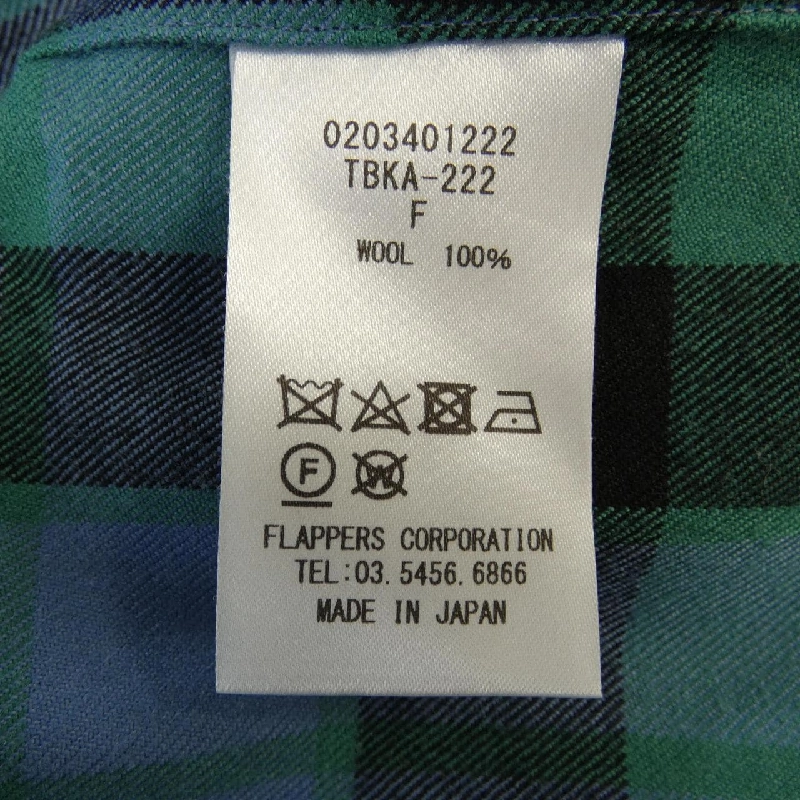 0203401222
TBKA-222
F
WOOL 100%
F W
FLAPPERS CORPORATION
TEL:03.5456.6866
MADE IN JAPAN